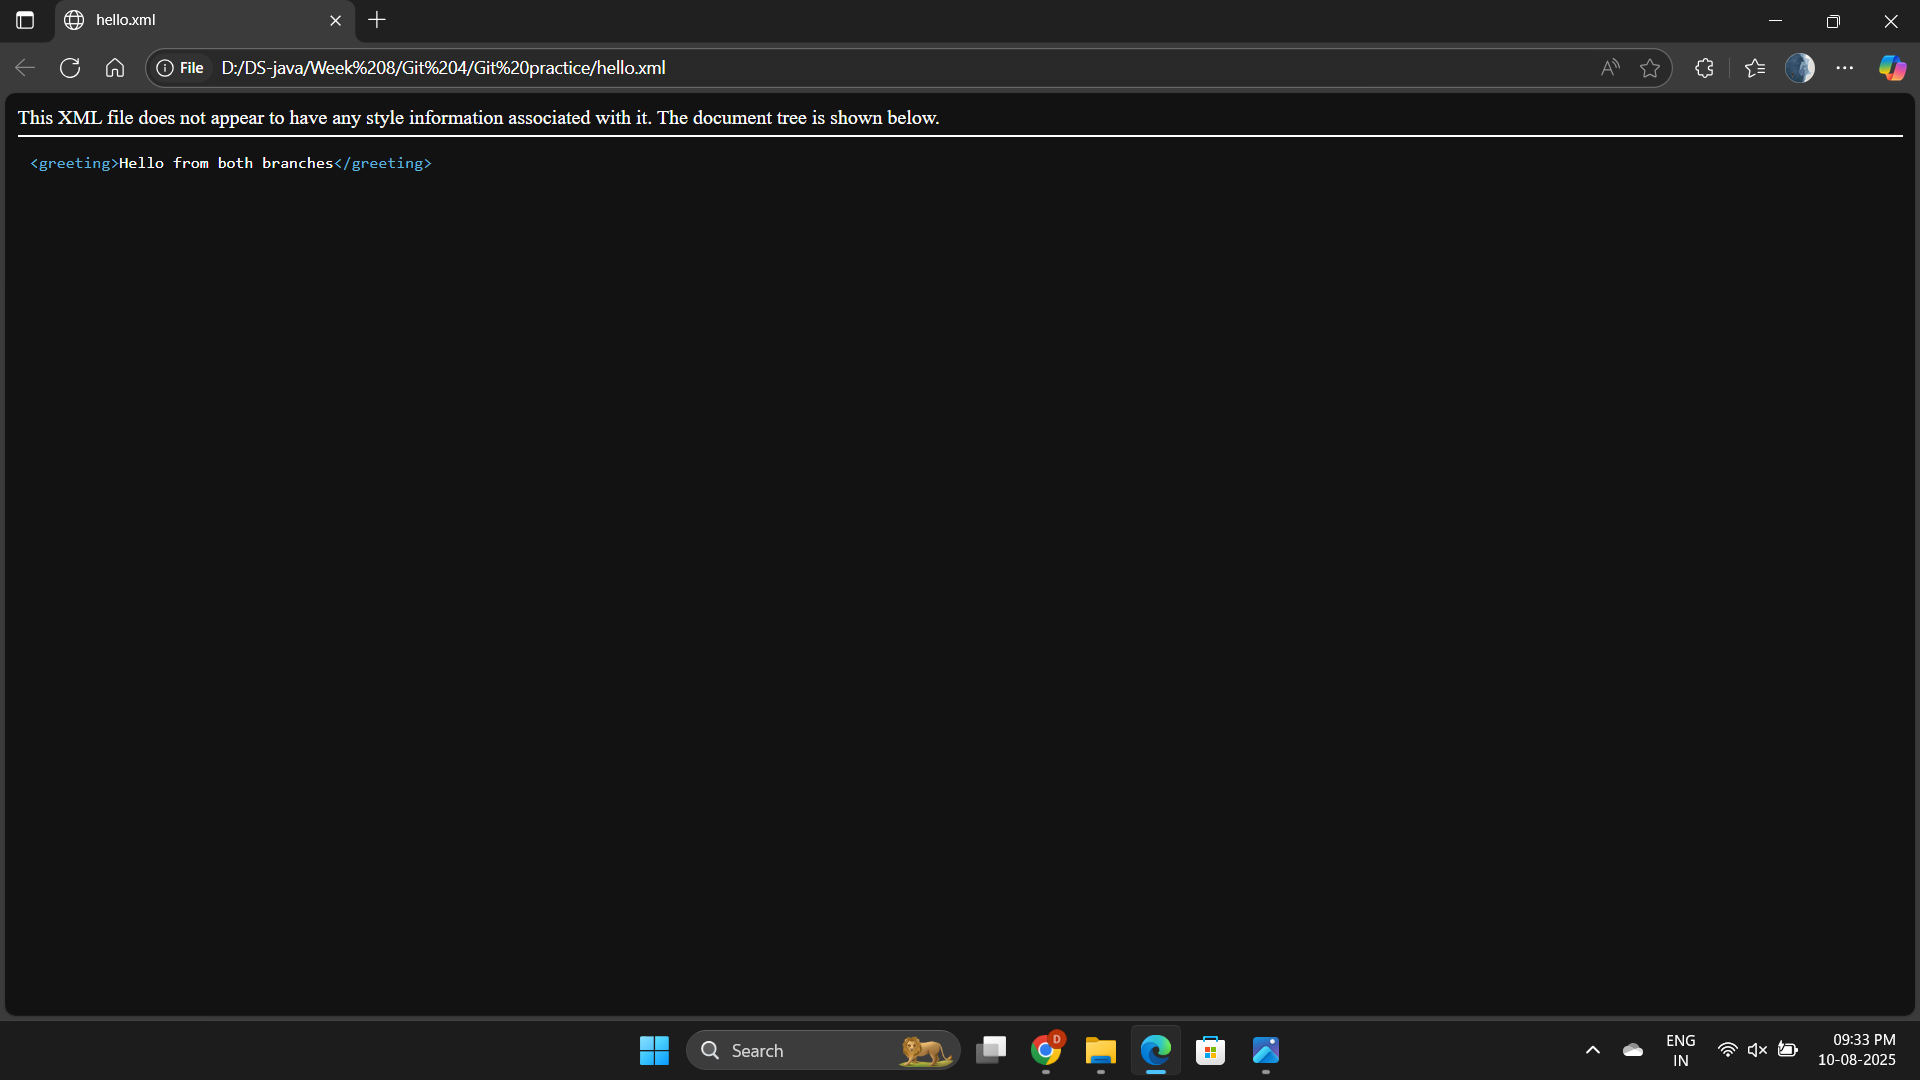 hello.xml
File D:/DS-java/Week%208/Git%204/Git%20practice/hello.xml
This XML file does not appear to have any style information associated with it. The document tree is shown below.
<greeting>Hello from both branches</greeting>
Search
D
ENG
IN
09:33 PM
10-08-2025